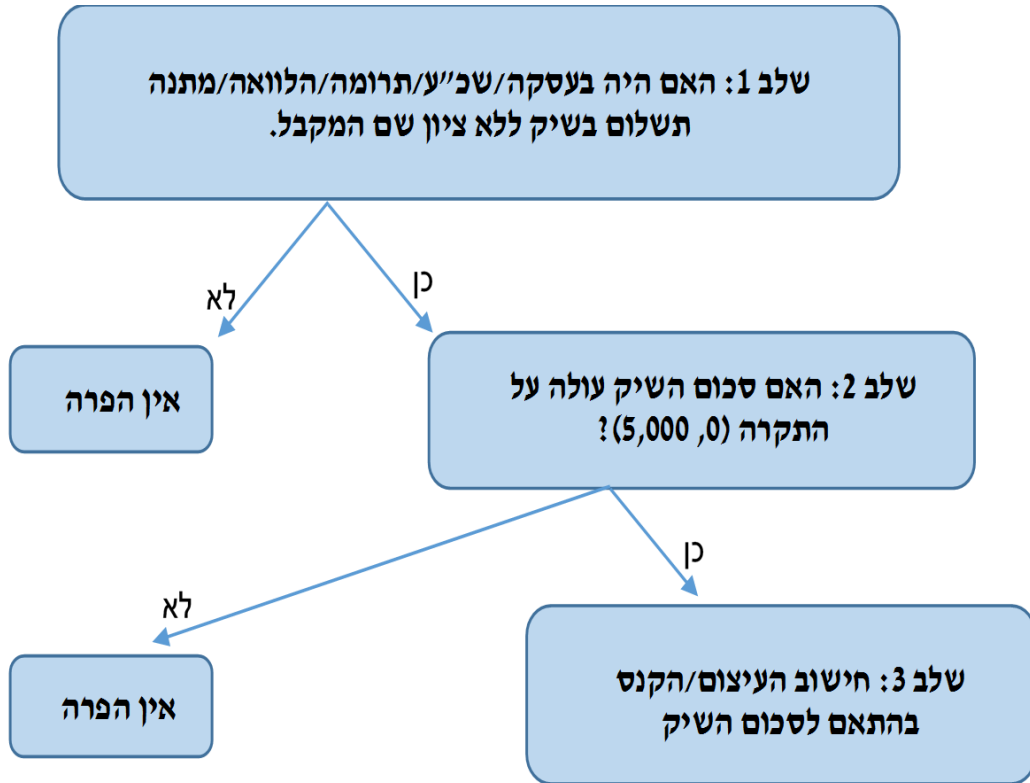 שלב 1: האם היה בעסקה/שכ"ע/תרומה/הלוואה/מתנה
תשלום בשיק ללא ציון שם המקבל.
כן
לא
שלב 2: האם סכום השיק עולה על
התקרה (0, 5,000)?
אין הפרה
כן
לא
שלב 3: חישוב העיצום/הקנס
בהתאם לסכום השיק
אין הפרה